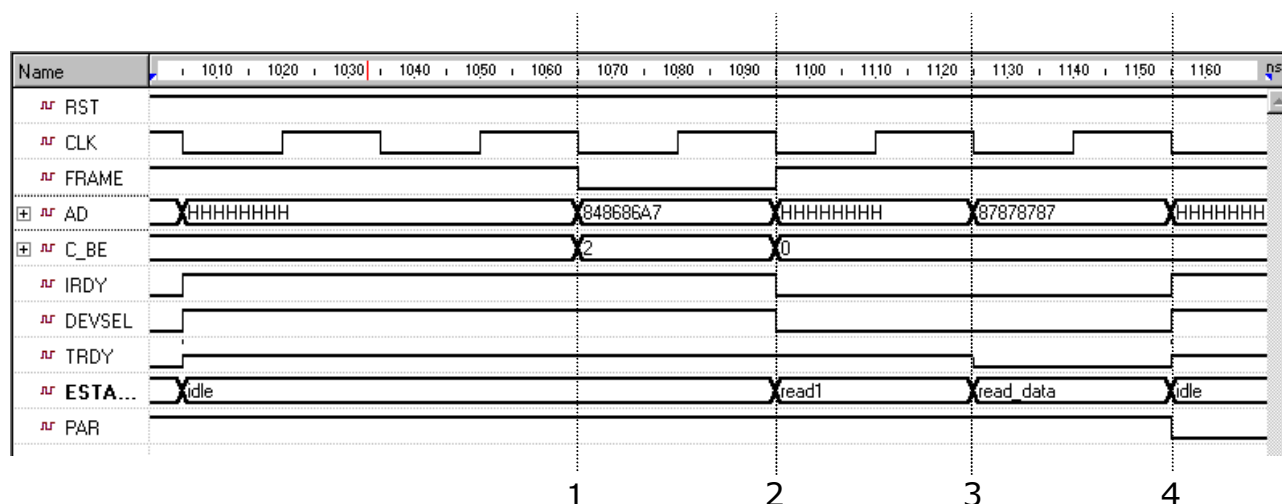 Name 1010 1020 1030 1040 1050 1060 1070 1080 1090 1100 1110 1120 1130 1140 1150 1160 ns
RST
CLK
FRAME
AD HHHHHHHH 848686A7 HHHHHHHH 87878787 HHHHHHH
C_BE 2 0
IRDY
DEVSEL
TRDY
ESTA... idle read1 read_data idle
PAR
1 2 3 4